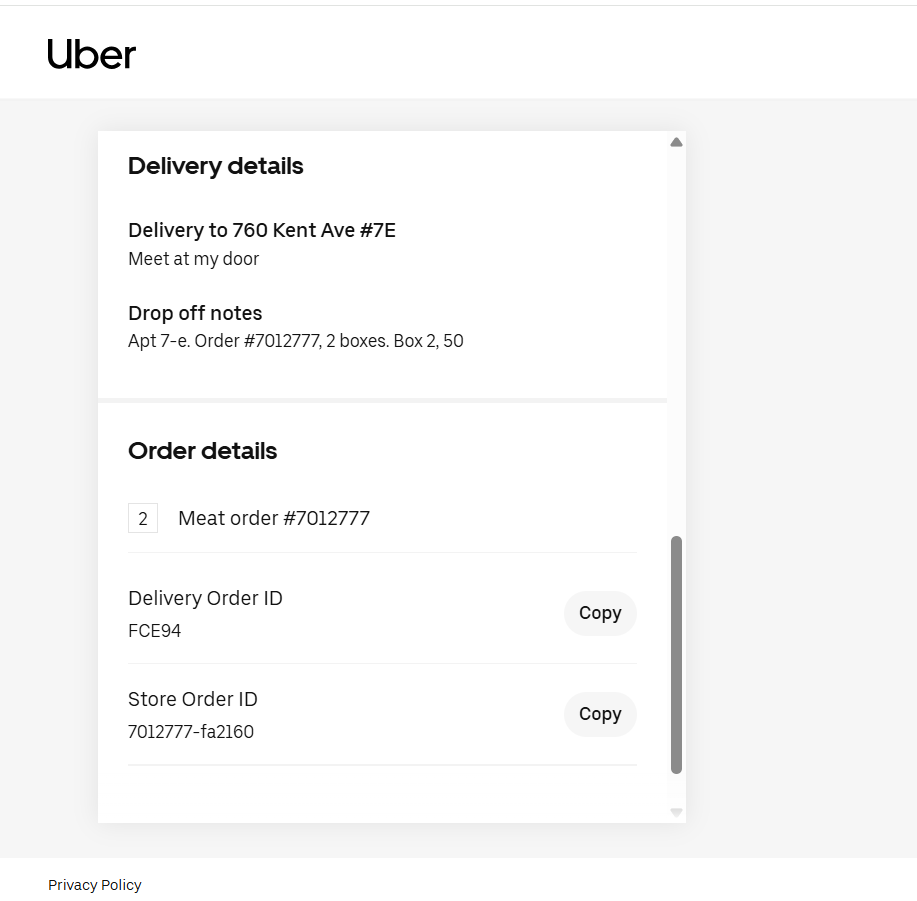 Uber
Delivery details
Delivery to 760 Kent Ave #7E
Meet at my door
Drop off notes
Apt 7-e. Order #7012777, 2 boxes. Box 2, 50
Order details
2 Meat order #7012777
Delivery Order ID
FCE94
Copy
Store Order ID
7012777-fa2160
Copy
Privacy Policy